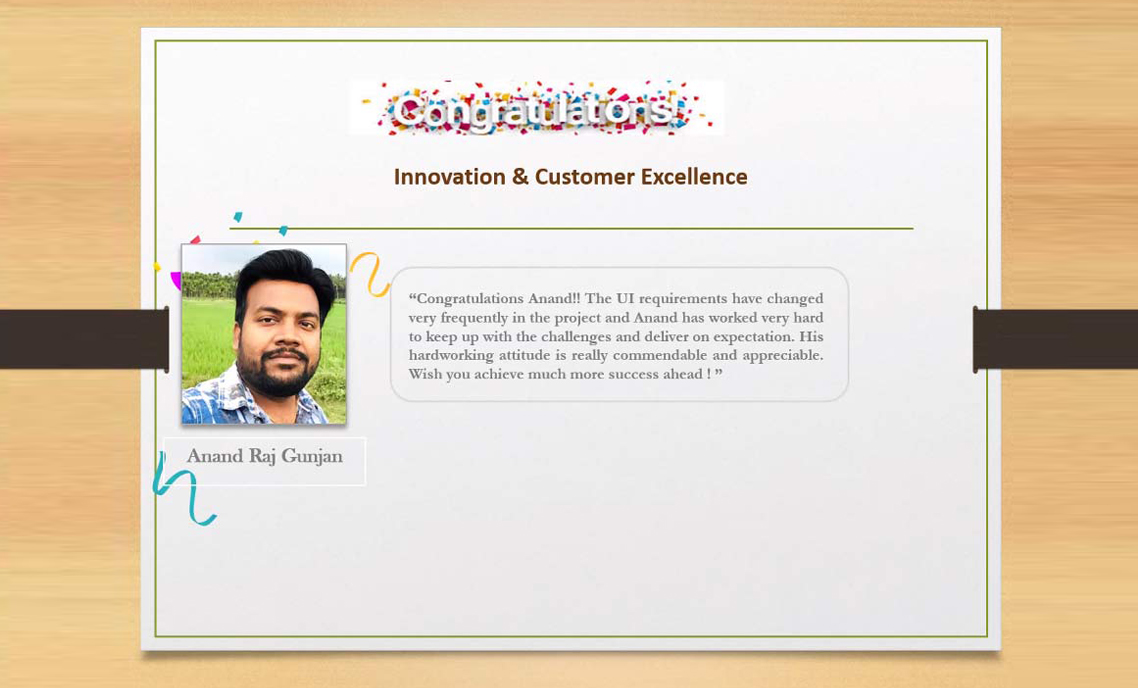 Congratulations!
Innovation & Customer Excellence
“Congratulations Anand!! The UI requirements have changed
very frequently in the project and Anand has worked very hard
to keep up with the challenges and deliver on expectation. His
hardworking attitude is really commendable and appreciable.
Wish you achieve much more success ahead ! ”
Anand Raj Gunjan